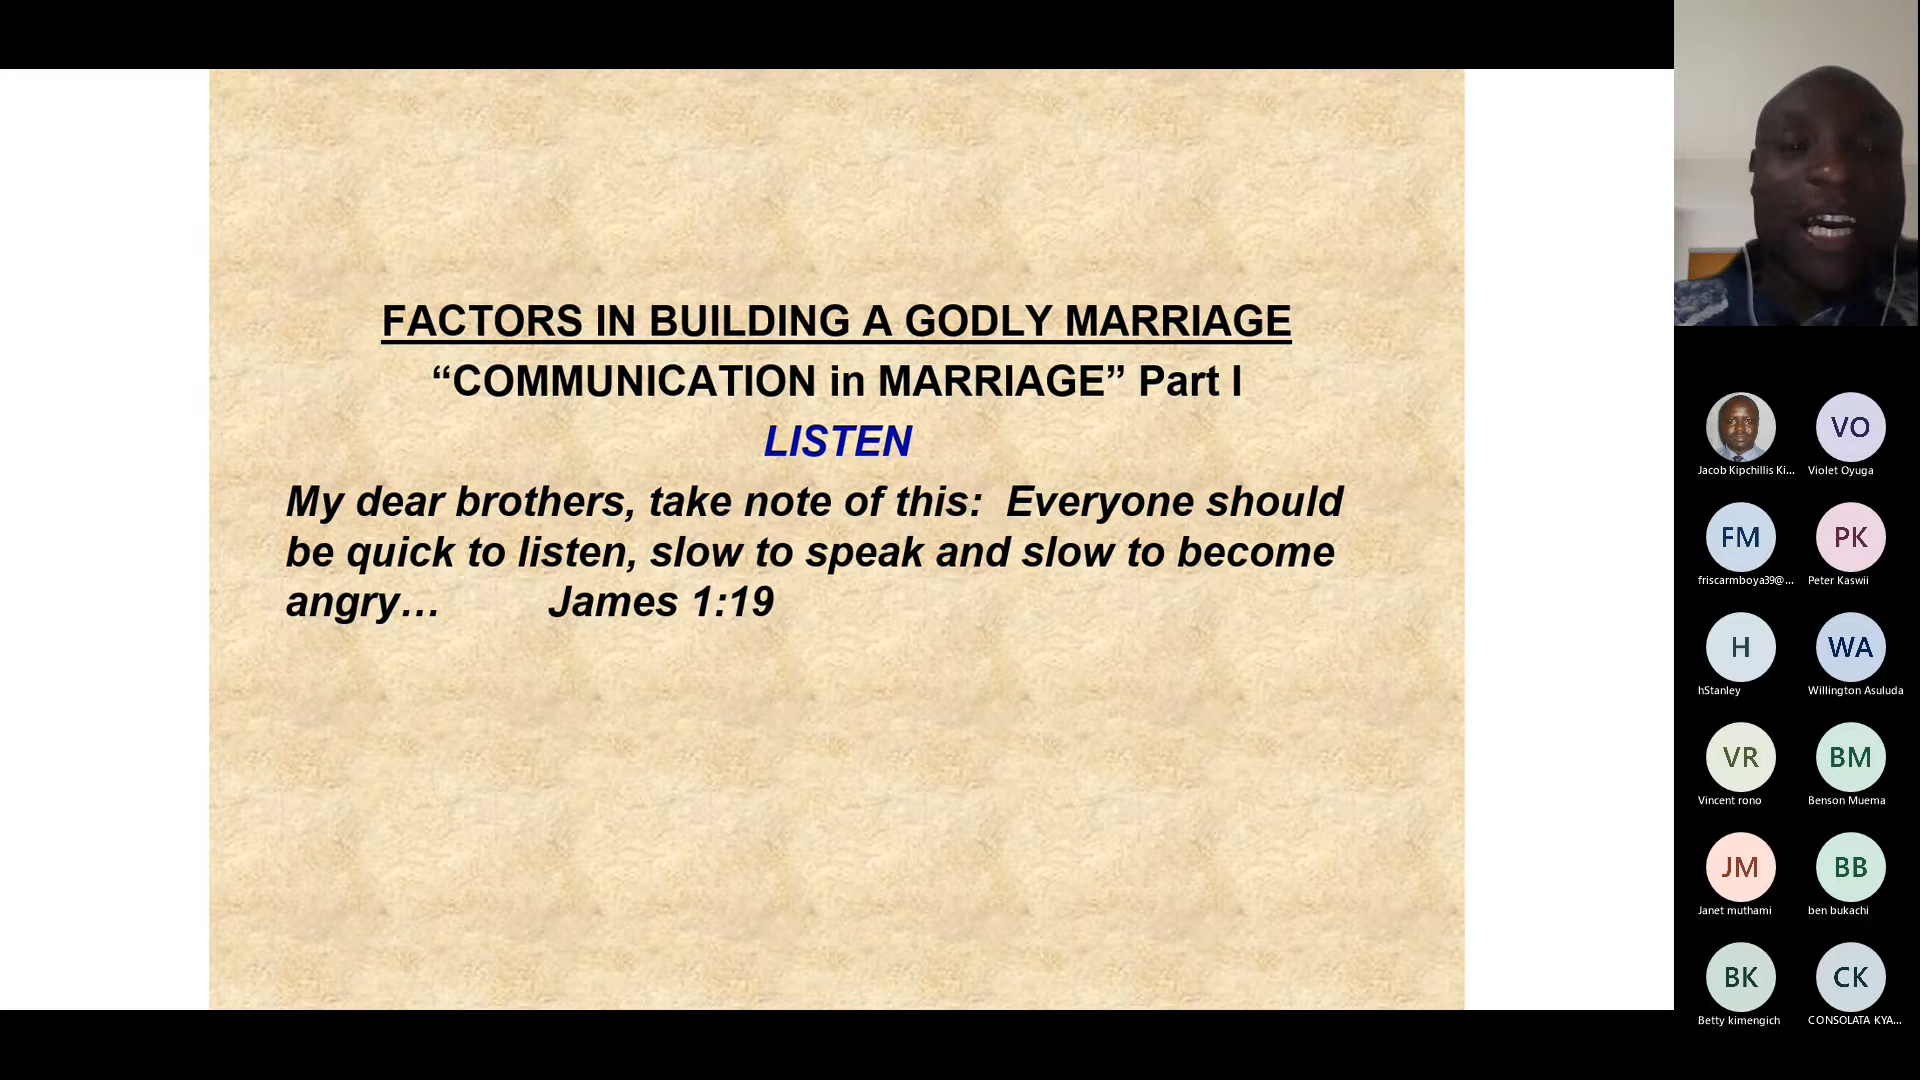 FACTORS IN BUILDING A GODLY MARRIAGE
“COMMUNICATION in MARRIAGE” Part I
LISTEN
My dear brothers, take note of this:  Everyone should
be quick to listen, slow to speak and slow to become
angry… James 1:19
Jacob Kipchillis Ki...
VO
Violet Oyuga
FM
friscarmboya39@...
PK
Peter Kaswii
H
hStanley
WA
Willington Asuluda
VR
Vincent rono
BM
Benson Muema
JM
Janet muthami
BB
ben bukachi
BK
Betty kimengich
CK
CONSOLATA KYA...